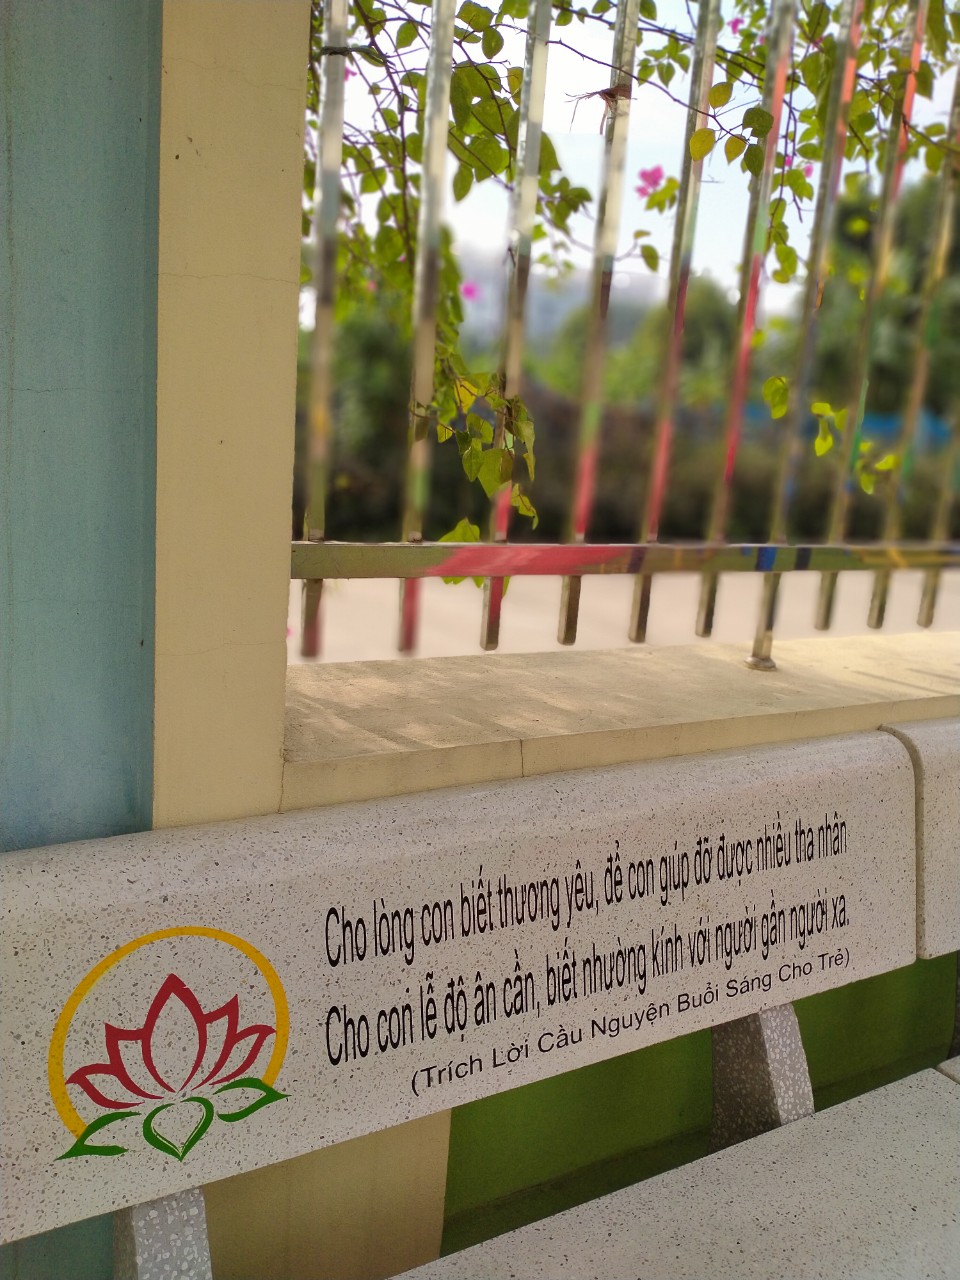 Cho lòng con biết thương yêu, để con giúp đỡ được nhiều tha nhân
Cho con lễ độ ân cần, biết nhường kính với người gần người xa.
(Trích Lời Cầu Nguyện Buổi Sáng Cho Trẻ)